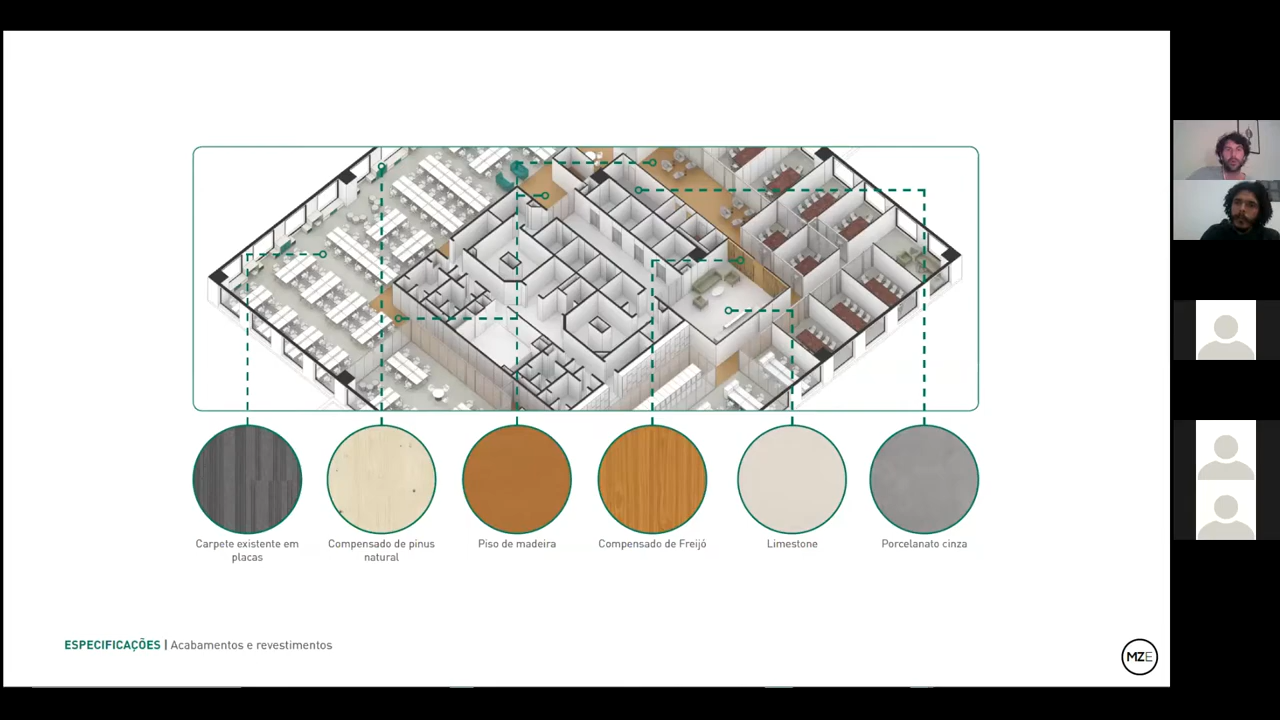 Carpete existente em
placas
Compensado de pinus
natural
Piso de madeira
Compensado de Freijó
Limestone
Porcelanato cinza
ESPECIFICAÇÕES | Acabamentos e revestimentos
MZE